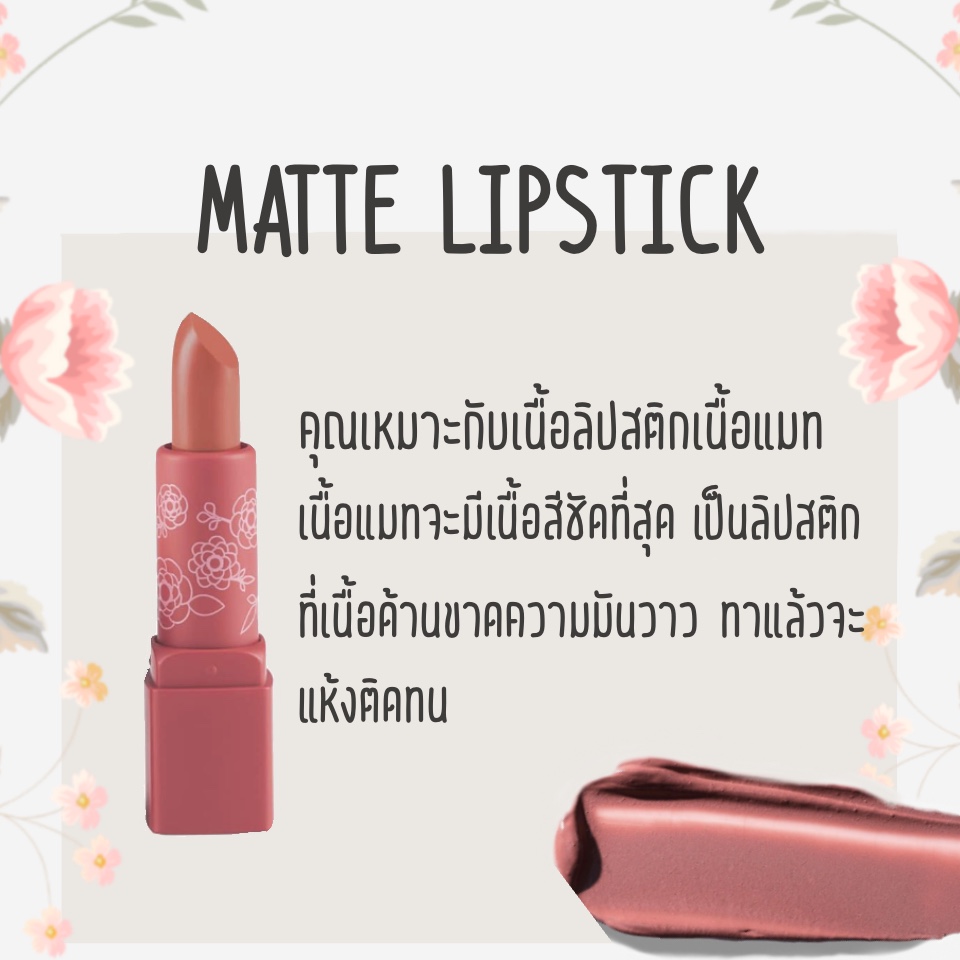 MATTE LIPSTICK
คุณเหมาะกับเนื้อลิปสติกเนื้อแมท
เนื้อแมทจะมีเนื้อสีชัดที่สุด เป็นลิปสติก
ที่เนื้อด้านขาดความมันวาว ทาแล้วจะ
แห้งติดทน